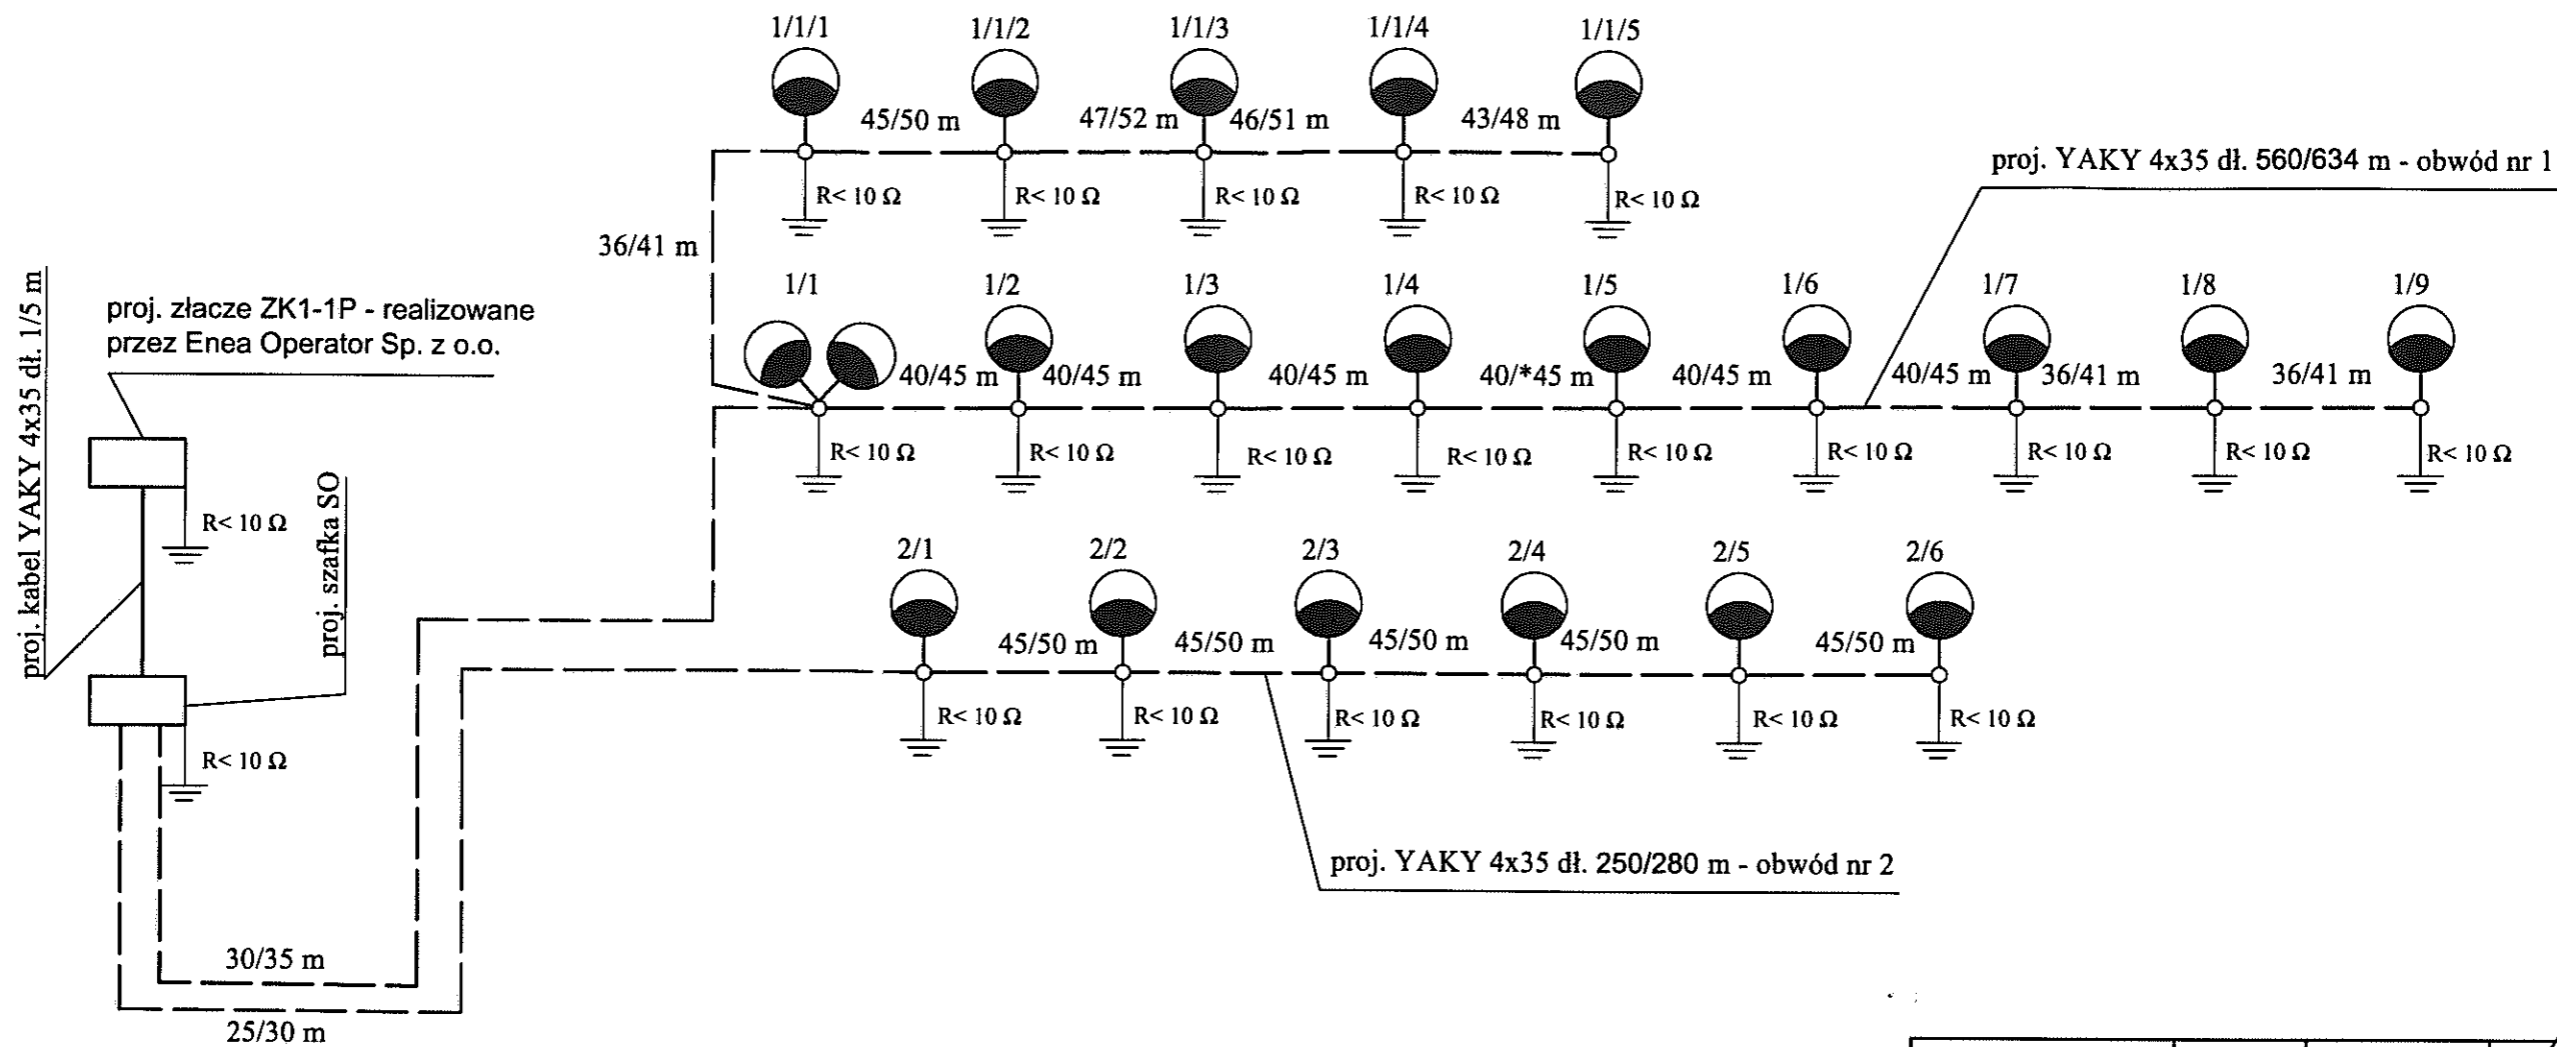 1/1/1 1/1/2 1/1/3 1/1/4 1/1/5
45/50 m 47/52 m 46/51 m 43/48 m
proj. YAKY 4x35 dł. 560/634 m - obwód nr 1
R< 10 Ω R< 10 Ω R< 10 Ω R< 10 Ω R< 10 Ω
36/41 m
proj. kabel YAKY 4x35 dł. 1/5 m
proj. złacze ZK1-1P - realizowane
przez Enea Operator Sp. z o.o.
1/1 1/2 1/3 1/4 1/5 1/6 1/7 1/8 1/9
40/45 m 40/45 m 40/45 m 40/*45 m 40/45 m 40/45 m 36/41 m 36/41 m
R< 10 Ω R< 10 Ω R< 10 Ω R< 10 Ω R< 10 Ω R< 10 Ω R< 10 Ω R< 10 Ω R< 10 Ω
R< 10 Ω
proj. szafka SO
2/1 2/2 2/3 2/4 2/5 2/6
45/50 m 45/50 m 45/50 m 45/50 m 45/50 m
R< 10 Ω R< 10 Ω R< 10 Ω R< 10 Ω R< 10 Ω R< 10 Ω
R< 10 Ω
proj. YAKY 4x35 dł. 250/280 m - obwód nr 2
30/35 m
25/30 m